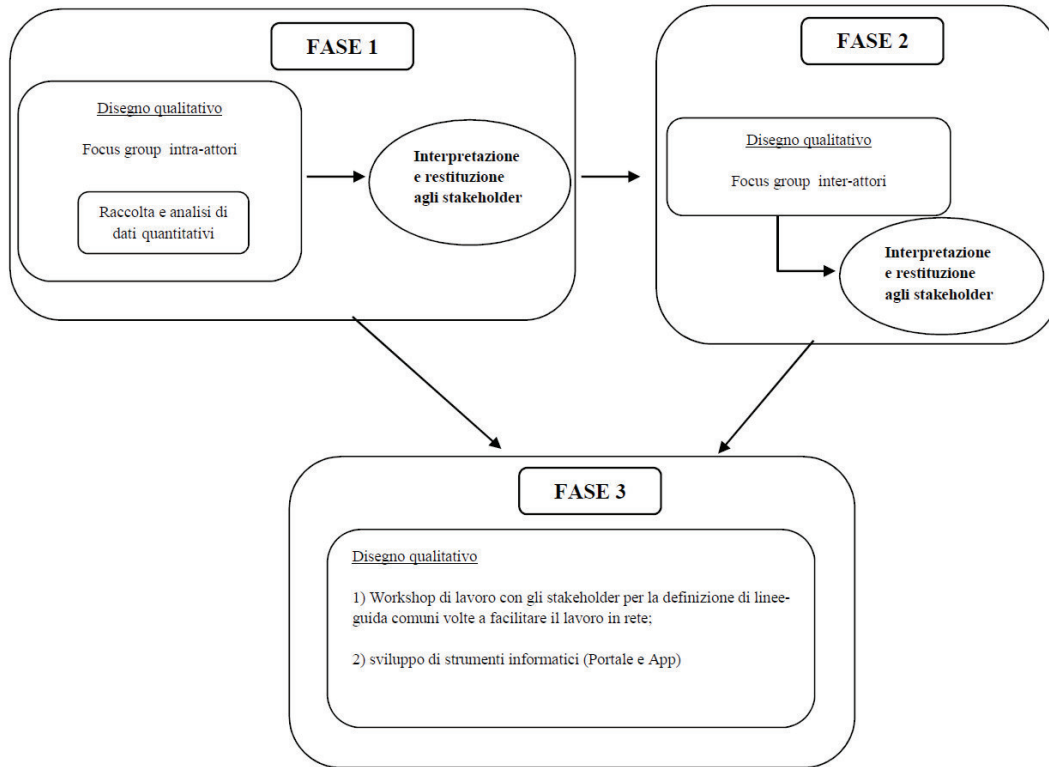 FASE 1
Disegno qualitativo
Focus group intra-attori
Raccolta e analisi di
dati quantitativi
Interpretazione
e restituzione
agli stakeholder
FASE 2
Disegno qualitativo
Focus group inter-attori
Interpretazione
e restituzione
agli stakeholder
FASE 3
Disegno qualitativo
1) Workshop di lavoro con gli stakeholder per la definizione di linee-
guida comuni volte a facilitare il lavoro in rete;
2) sviluppo di strumenti informatici (Portale e App)